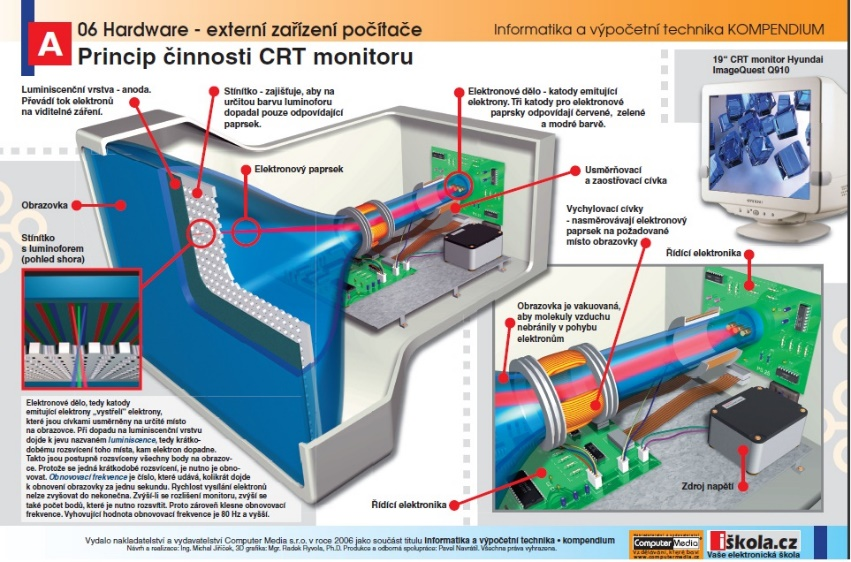 A
06 Hardware - externí zařízení počítače
Informatika a výpočetní technika KOMPENDIUM
Princip činnosti CRT monitoru
19“ CRT monitor Hyundai
ImageQuest Q910
Luminiscenční vrstva - anoda.
Převádí tok elektronů
na viditelné záření.
Stínítko - zajišťuje, aby na
určitou barvu luminoforu
dopadal pouze odpovídající
paprsek.
Elektronové dělo - katody emitující
elektrony. Tři katody pro elektronové
paprsky odpovídají červené, zelené
a modré barvě.
Elektronový paprsek
Usměrňovací
a zaostřovací cívka
Obrazovka
Vychylovací cívky
- nasměrovávají elektronový
paprsek na požadované
místo obrazovky
Stínítko
s luminoforem
(pohled shora)
Řídící elektronika
Obrazovka je vakuovaná,
aby molekuly vzduchu
nebránily v pohybu
elektronům
Elektronové dělo, tedy katody
emitující elektrony „vystřelí“ elektrony,
které jsou cívkami usměrněny na určité místo
na obrazovce. Při dopadu na luminiscenční vrstvu
dojde k jevu nazvaném luminiscence, tedy krátko-
dobému rozsvícení toho místa, kam elektron dopadne.
Takto jsou postupně rozsvíceny všechny body na obrazov-
ce. Protože se jedná krátkodobé rozsvícení, je nutno je obno-
vovat. Obnovovací frekvence je číslo, které udává, kolikrát dojde
k obnovení obrazovky za jednu sekundu. Rychlost vysílání elektronů
nelze zvyšovat do nekonečna. Zvýší-li se rozlišení monitoru, zvýší se
také počet bodů, které je nutno rozsvítit. Proto zároveň klesne obnovovací
frekvence. Vyhovující hodnota obnovovací frekvence je 80 Hz a vyšší.
Řídící elektronika
Zdroj napětí
Vydalo nakladatelství a vydavatelství Computer Media s.r.o. v roce 2006 jako součást titulu Informatika a výpočetní technika • kompendium
Návrh a realizace: Ing. Michal Jiříček, 3D grafika: Mgr. Radek Ryvola, Ph.D. Produkce a odborná spolupráce: Pavel Navrátil. Všechna práva vyhrazena.
Computer Media
Vzdělávání, které baví
www.computermedia.cz
iškola.cz
Vaše elektronická škola